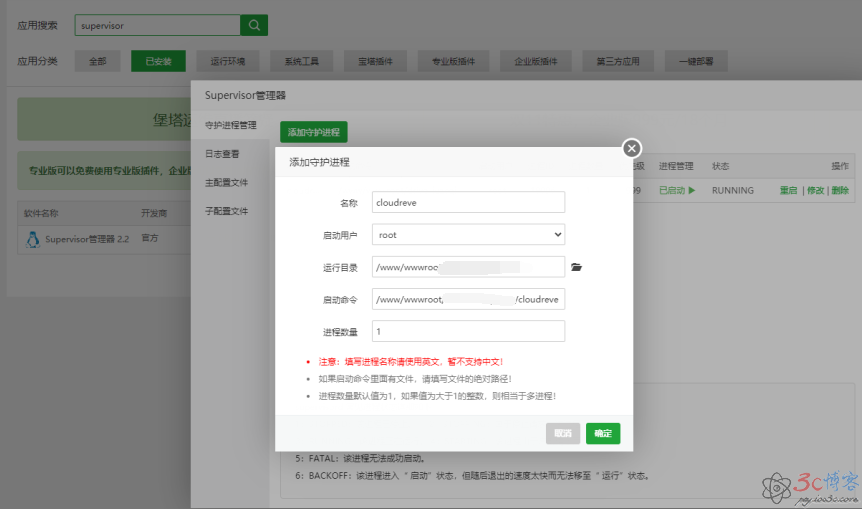 应用搜索
supervisor
应用分类 全部 已安装 运行环境 系统工具 宝塔插件 专业版插件 企业版插件 第三方应用 一键部署
堡塔运
专业版可以免费使用专业版插件，企业版
软件名称 开发商
Supervisor管理器 2.2 官方
Supervisor管理器
守护进程管理
日志查看
主配置文件
子配置文件
添加守护进程
进程管理 状态 操作
99 已启动 RUNNING 重启 | 修改 | 删除
添加守护进程
名称 cloudreve
启动用户 root
运行目录 /www/wwwroo
启动命令 /www/wwwroot/ /cloudreve
进程数量 1
注意：填写进程名称请使用英文，暂不支持中文！
如果启动命令里面有文件，请填写文件的绝对路径！
进程数量默认值为1，如果值为大于1的整数，则相当于多进程！
取消 确定
5：FATAL：该进程无法成功启动。
6：BACKOFF：该进程进入“ 启动”状态，但随后退出的速度太快而无法移至“ 运行”状态。
3c博客